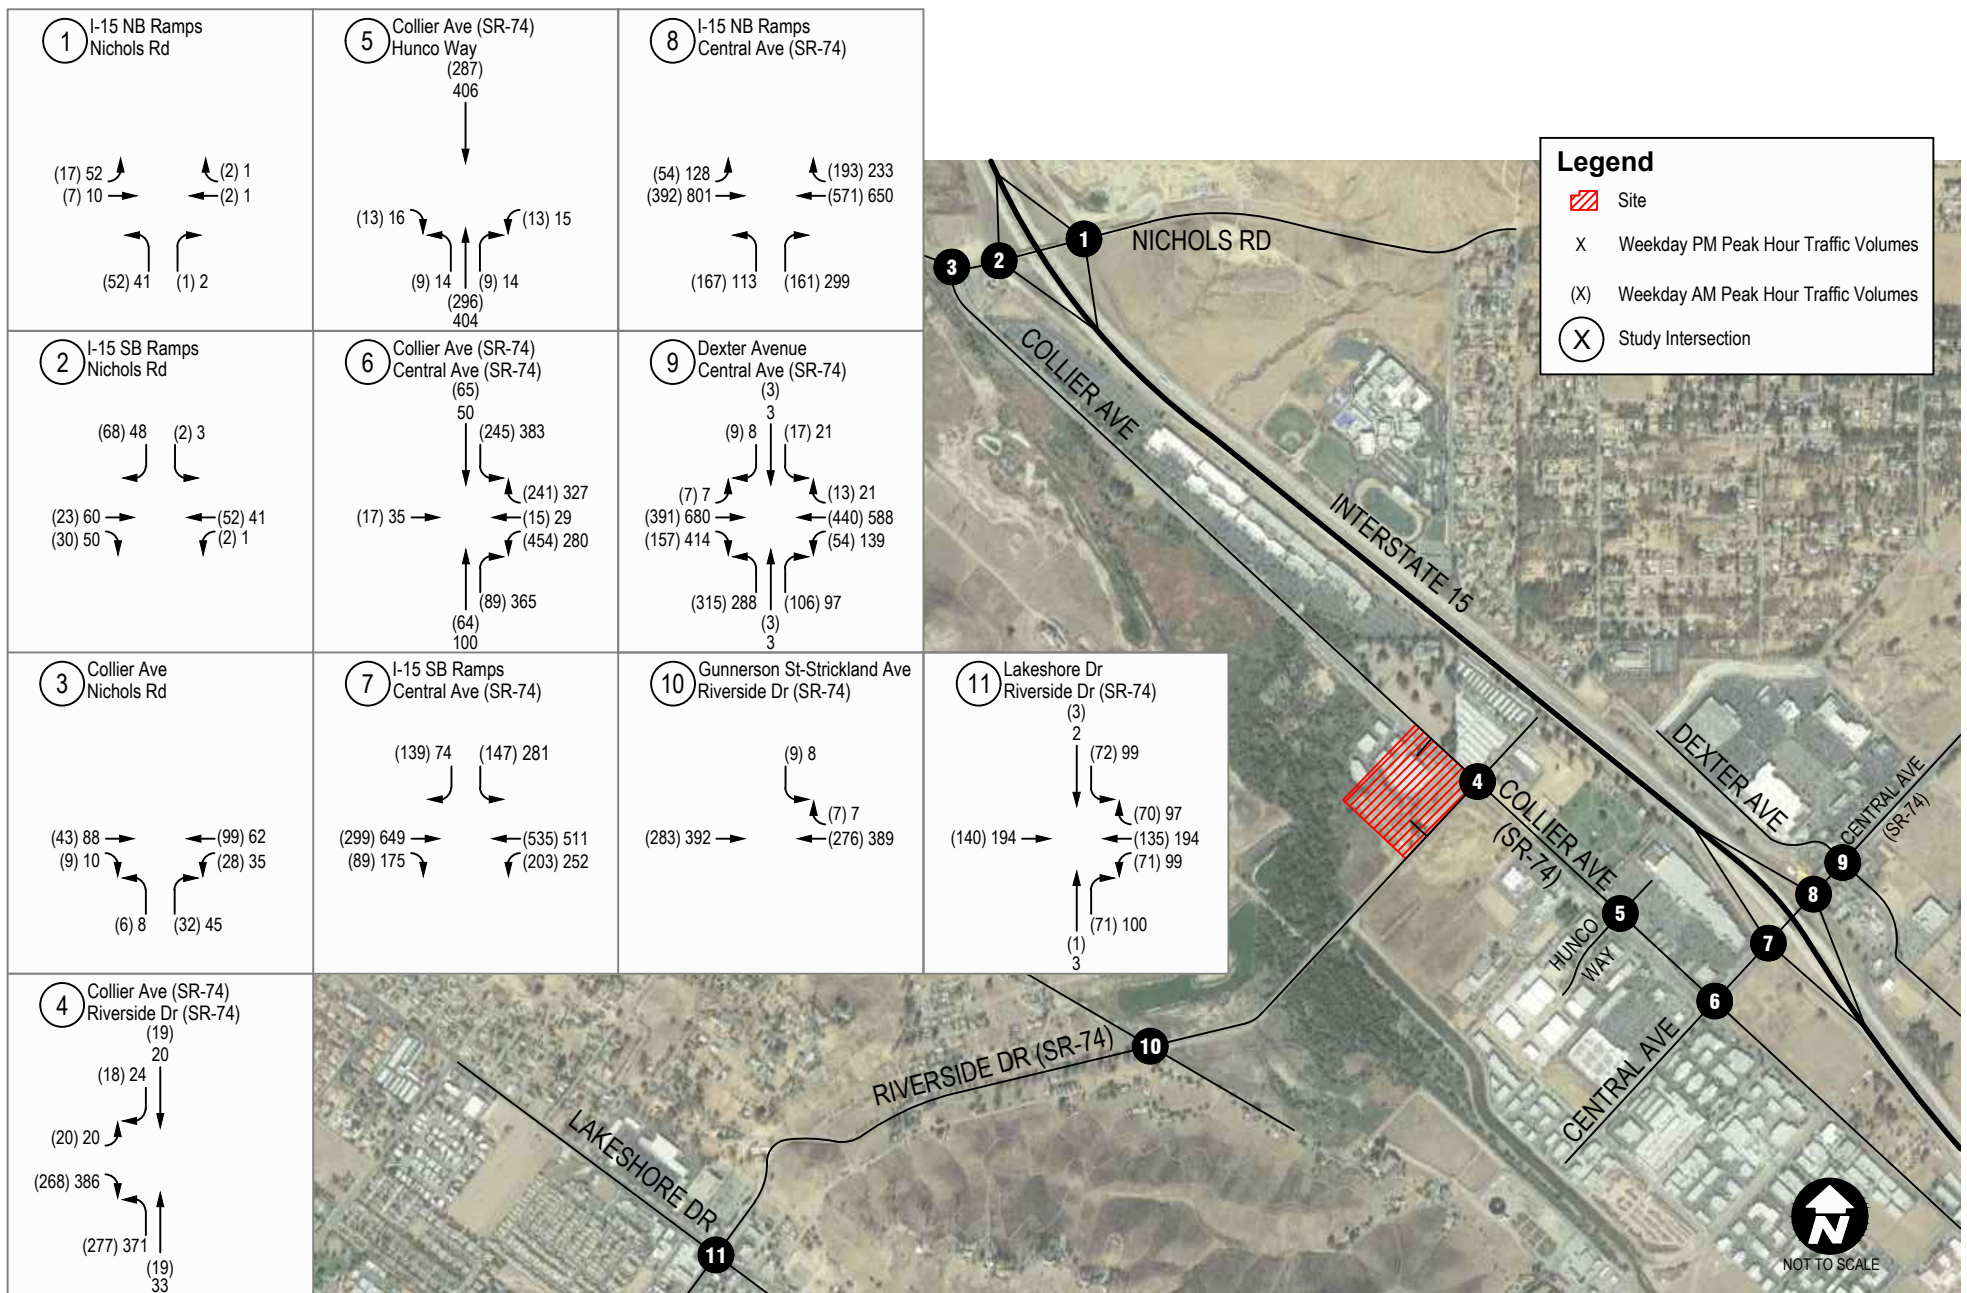 1
I-15 NB Ramps
Nichols Rd
(17) 52
(2) 1
(7) 10
(2) 1
(52) 41
(1) 2
5
Collier Ave (SR-74)
Hunco Way
(287)
406
(13) 16
(13) 15
(9) 14
(9) 14
(296)
404
8
I-15 NB Ramps
Central Ave (SR-74)
(54) 128
(193) 233
(392) 801
(571) 650
(167) 113
(161) 299
2
I-15 SB Ramps
Nichols Rd
(68) 48
(2) 3
(23) 60
(52) 41
(30) 50
(2) 1
6
Collier Ave (SR-74)
Central Ave (SR-74)
(65)
50
(245) 383
(241) 327
(17) 35
(15) 29
(454) 280
(89) 365
(64)
100
9
Dexter Avenue
Central Ave (SR-74)
(3)
3
(9) 8
(17) 21
(7) 7
(13) 21
(391) 680
(440) 588
(157) 414
(54) 139
(315) 288
(106) 97
(3)
3
3
Collier Ave
Nichols Rd
(43) 88
(99) 62
(9) 10
(28) 35
(6) 8
(32) 45
7
I-15 SB Ramps
Central Ave (SR-74)
(139) 74
(147) 281
(299) 649
(535) 511
(89) 175
(203) 252
10
Gunnerson St-Strickland Ave
Riverside Dr (SR-74)
(9) 8
(7) 7
(283) 392
(276) 389
11
Lakeshore Dr
Riverside Dr (SR-74)
(3)
2
(72) 99
(70) 97
(140) 194
(135) 194
(71) 99
(71) 100
(1)
3
4
Collier Ave (SR-74)
Riverside Dr (SR-74)
(19)
20
(18) 24
(20) 20
(268) 386
(277) 371
(19)
33
Legend
Site
X Weekday PM Peak Hour Traffic Volumes
(X) Weekday AM Peak Hour Traffic Volumes
X Study Intersection
1
NICHOLS RD
2
3
COLLIER AVE
INTERSTATE 15
4
COLLIER AVE
(SR-74)
DEXTER AVE
CENTRAL AVE
(SR-74)
9
8
7
5
HUNCO
WAY
6
CENTRAL AVE
10
RIVERSIDE DR (SR-74)
LAKESHORE DR
11
N
NOT TO SCALE